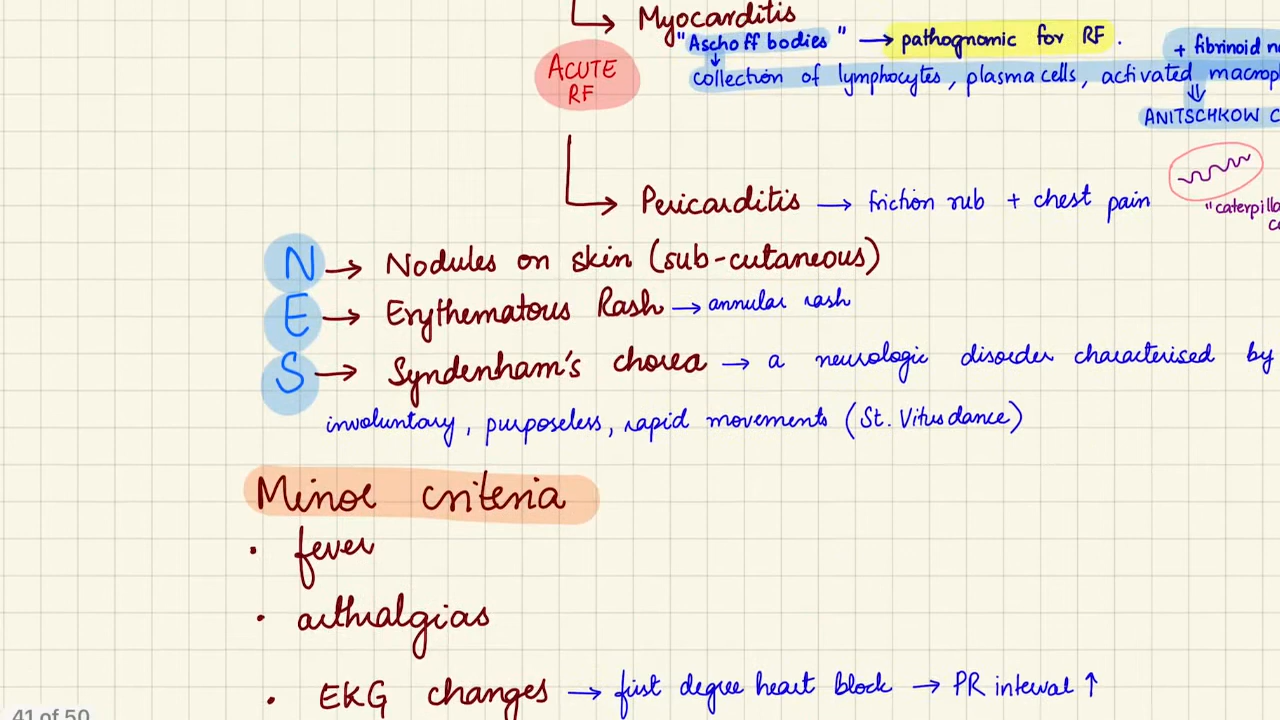 ↳ Myocarditis
"Aschoff bodies" → pathognomic for RF.
+ fibrinoid
ACUTE
RF
collection of lymphocytes, plasma cells, activated
ANITSCHKOW
Pericarditis → friction rub + chest pain
N → Nodules on skin (sub-cutaneous)
E → Erythematous Rash → annular rash
S → Syndenham's chorea → a neurologic disorder characterised by
involuntary, purposeless, rapid movements (St. Vitus dance)
Minor criteria
• fever
• arthralgias
• EKG changes → first degree heart block → PR interval ↑
41 of 50